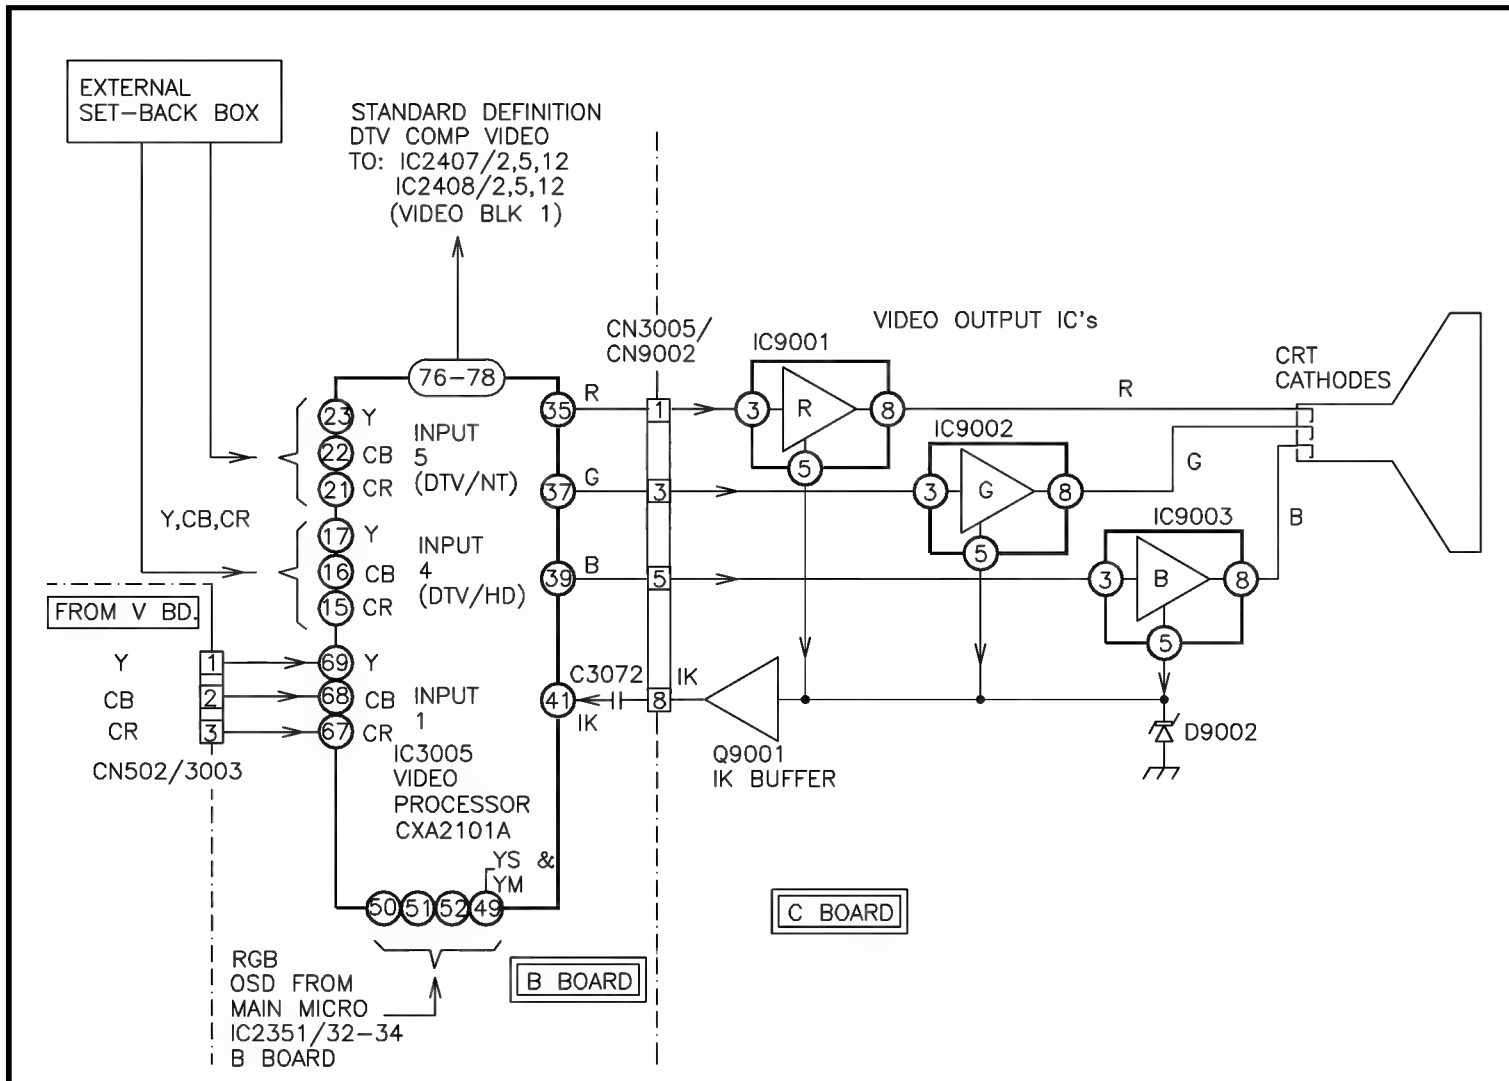 EXTERNAL
SET-BACK BOX
STANDARD DEFINITION
DTV COMP VIDEO
TO: IC2407/2,5,12
IC2408/2,5,12
(VIDEO BLK 1)
76-78
CN3005/
CN9002
VIDEO OUTPUT IC's
IC9001
3
R
8
5
IC9002
3
G
8
5
IC9003
3
B
8
5
CRT
CATHODES
R
G
B
23 Y
22 CB
21 CR
INPUT
5
(DTV/NT)
Y,CB,CR
17 Y
16 CB
15 CR
INPUT
4
(DTV/HD)
35 R 1
37 G 3
39 B 5
FROM V BD.
Y 1 69 Y
CB 2 68 CB
CR 3 67 CR
INPUT
1
CN502/3003
41 IK C3072 8 IK
Q9001
IK BUFFER
D9002
IC3005
VIDEO
PROCESSOR
CXA2101A
YS &
YM
50 51 52 49
C BOARD
B BOARD
RGB
OSD FROM
MAIN MICRO
IC2351/32-34
B BOARD